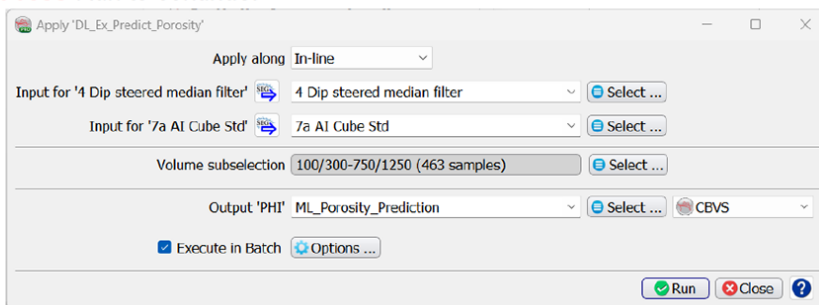 Apply 'DL_Ex_Predict_Porosity'
Apply along In-line
Input for '4 Dip steered median filter' SEG 4 Dip steered median filter Select ...
Input for '7a AI Cube Std' SEG 7a AI Cube Std Select ...
Volume subselection 100/300-750/1250 (463 samples) Select ...
Output 'PHI' ML_Porosity_Prediction Select ... CBVS
Execute in Batch Options ...
Run Close ?